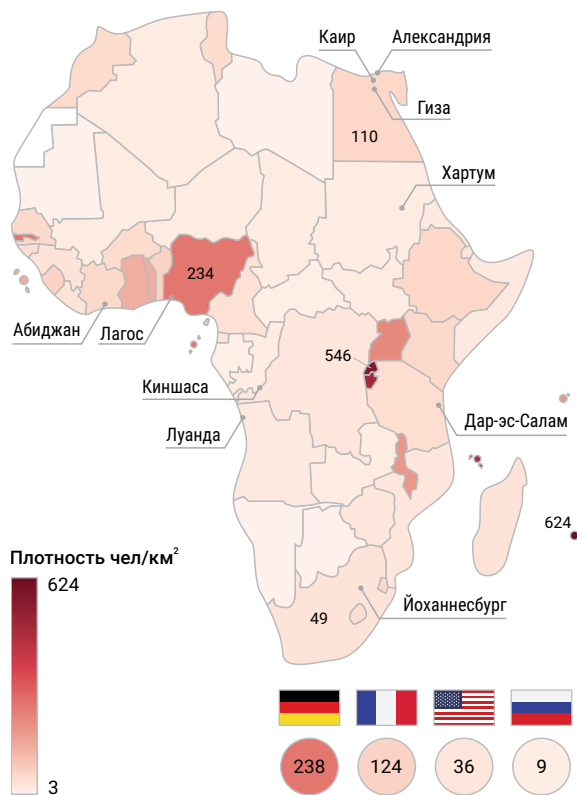 Каир
Александрия
Гиза
110
Хартум
234
Абиджан
Лагос
546
Киншаса
Луанда
Дар-эс-Салам
624
Плотность чел/км²
624
Йоханнесбург
49
3
238
124
36
9